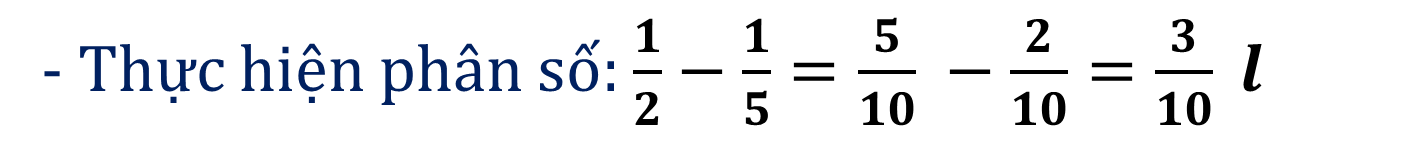 - Thực hiện phân số: 1/2 − 1/5 = 5/10 − 2/10 = 3/10 l